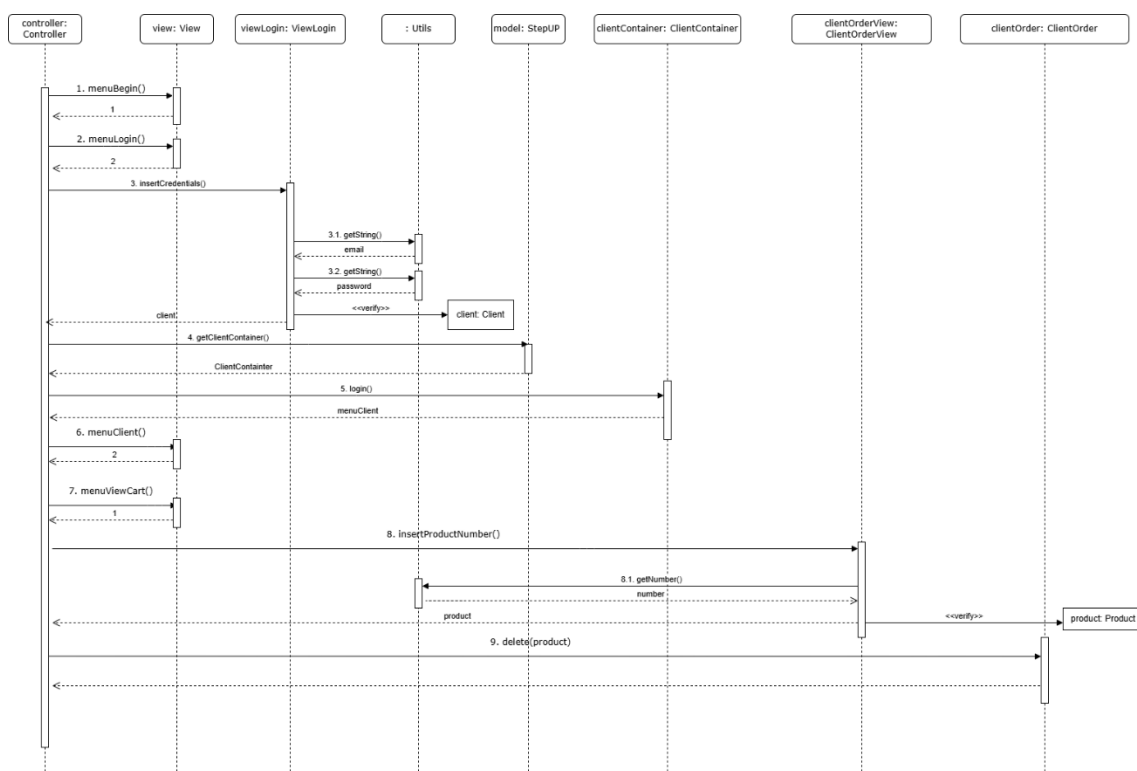 controller:
Controller
view: View
viewLogin: ViewLogin
: Utils
model: StepUP
clientContainer: ClientContainer
clientOrderView:
ClientOrderView
clientOrder: ClientOrder
1. menuBegin()
1
2. menuLogin()
2
3. insertCredentials()
3.1. getString()
email
3.2. getString()
password
<<verify>>
client: Client
client
4. getClientContainer()
ClientContainter
5. login()
menuClient
6. menuClient()
2
7. menuViewCart()
1
8. insertProductNumber()
8.1. getNumber()
number
product
<<verify>>
product: Product
9. delete(product)